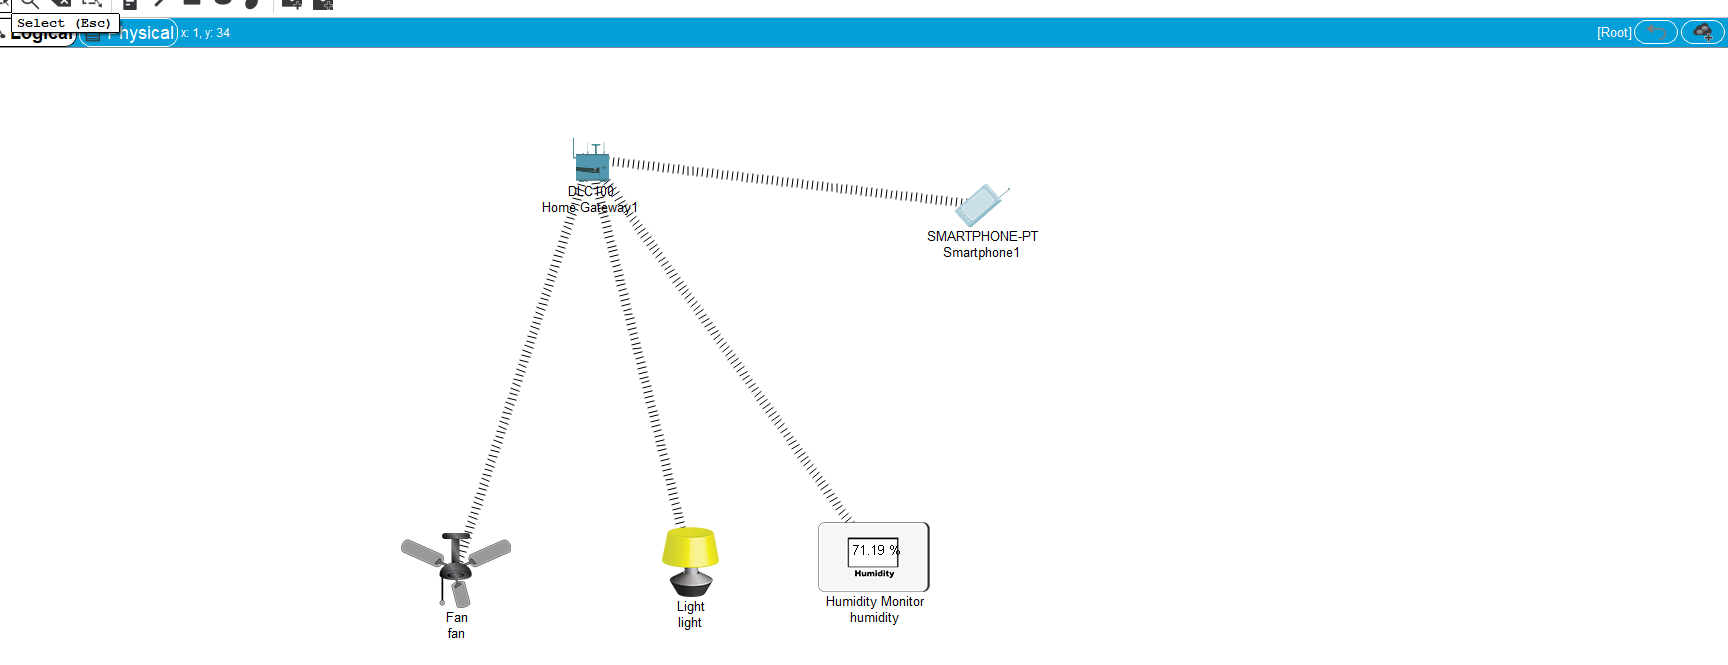 Select (Esc)
Logical
Physical x: 1, y: 34
[Root]
DLC100
Home Gateway1
SMARTPHONE-PT
Smartphone1
71.19 %
Humidity
Fan
fan
Light
light
Humidity Monitor
humidity